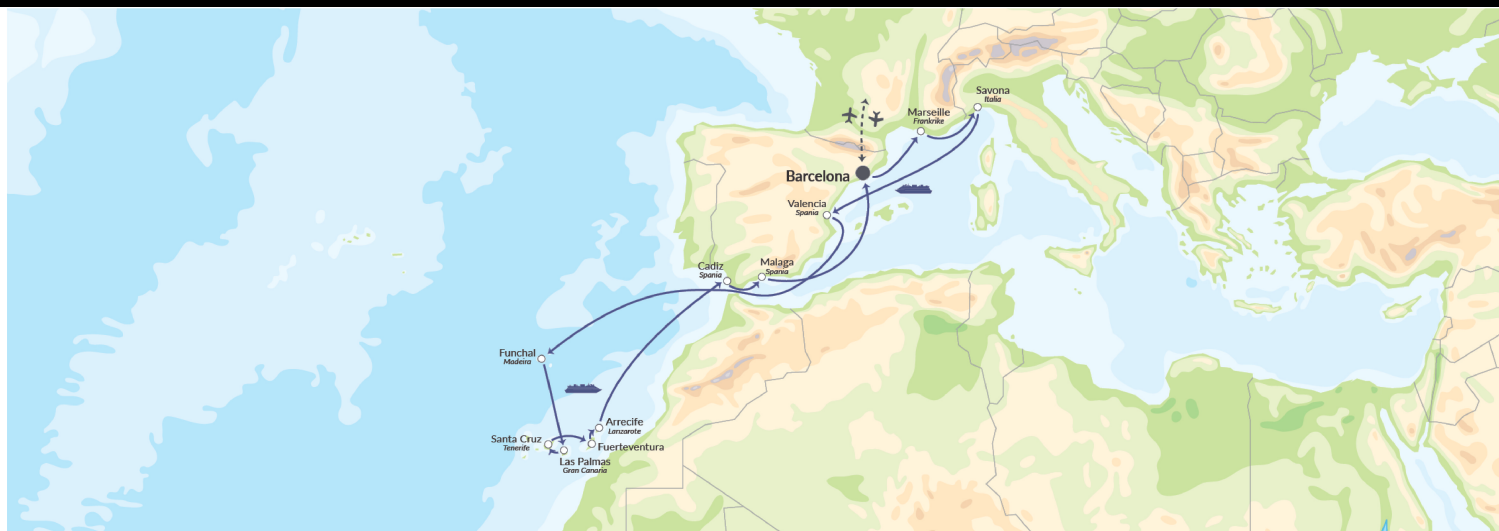 Savona
Italia
Marseille
Frankrike
Barcelona
Valencia
Spania
Malaga
Spania
Cadiz
Spania
Funchal
Madeira
Arrecife
Lanzarote
Santa Cruz
Tenerife
Fuerteventura
Las Palmas
Gran Canaria